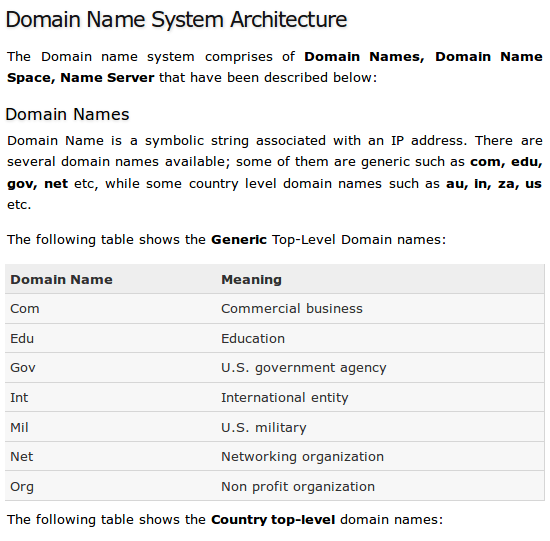 Domain Name System Architecture
The Domain name system comprises of Domain Names, Domain Name
Space, Name Server that have been described below:
Domain Names
Domain Name is a symbolic string associated with an IP address. There are
several domain names available; some of them are generic such as com, edu,
gov, net etc, while some country level domain names such as au, in, za, us
etc.
The following table shows the Generic Top-Level Domain names:
Domain Name Meaning
Com Commercial business
Edu Education
Gov U.S. government agency
Int International entity
Mil U.S. military
Net Networking organization
Org Non profit organization
The following table shows the Country top-level domain names: